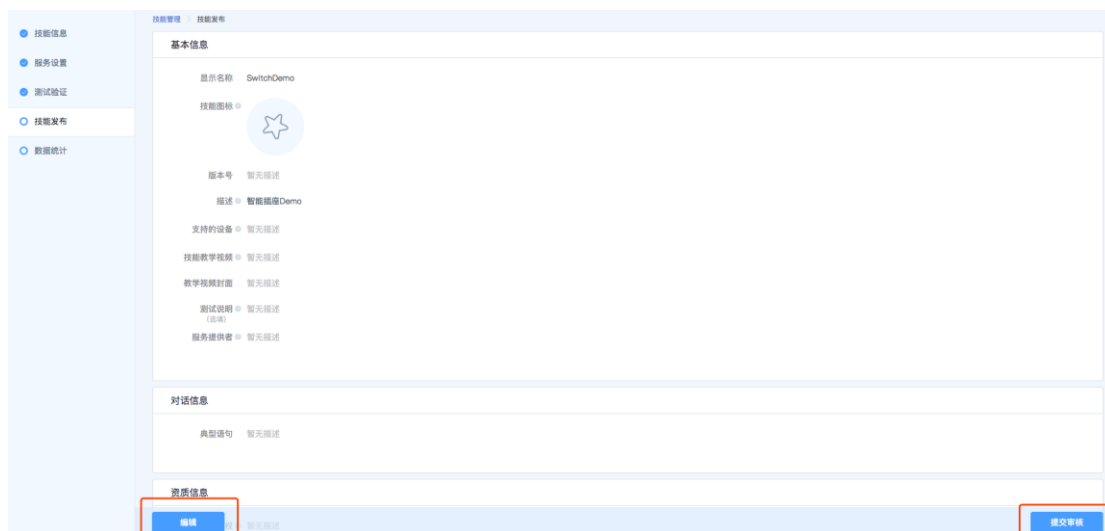 技能管理 > 技能发布
技能信息
服务设置
测试验证
技能发布
数据统计
基本信息
显示名称 SwitchDemo
技能图标
版本号 暂无描述
描述 智能插座Demo
支持的设备 暂无描述
技能教学视频 暂无描述
教学视频封面 暂无描述
测试说明 暂无描述
(选填)
服务提供者 暂无描述
对话信息
典型语句 暂无描述
资质信息
编辑
权 暂无描述
提交审核